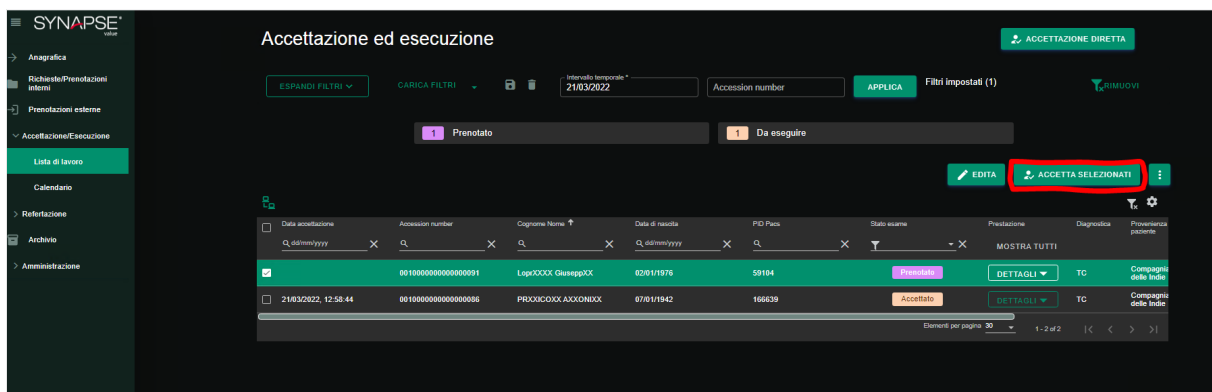 SYNAPSE
value
Anagrafica
Richieste/Prenotazioni
interni
Prenotazioni esterne
Accettazione/Esecuzione
Lista di lavoro
Calendario
Refertazione
Archivio
Amministrazione
Accettazione ed esecuzione
ACCETTAZIONE DIRETTA
ESPANDI FILTRI
CARICA FILTRI
Intervallo temporale *
21/03/2022
Accession number
APPLICA
Filtri impostati (1)
RIMUOVI
1 Prenotato
1 Da eseguire
EDITA
ACCETTA SELEZIONATI
Data accettazione Accession number Cognome Nome Data di nascita PID Pacs Stato esame Prestazione Diagnostica Provenienza
paziente
dd/mm/yyyy dd/mm/yyyy MOSTRA TUTTI
0010000000000000091 LoprXXXX GiuseppXX 02/01/1976 59104 Prenotato DETTAGLI TC Compagnia
delle Indie
21/03/2022, 12:58:44 0010000000000000086 PRXXICOXX AXXONIXX 07/01/1942 166639 Accettato DETTAGLI TC Compagnia
delle Indie
Elementi per pagina 30 1 - 2 of 2